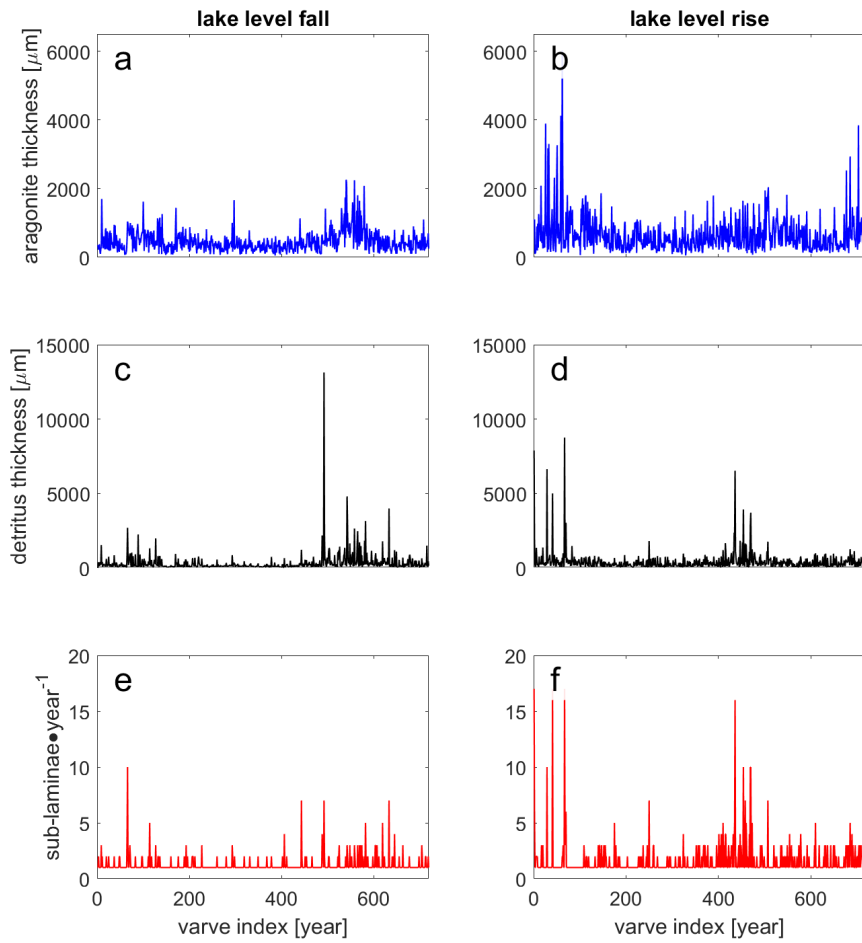 lake level fall
lake level rise
aragonite thickness [μm]
6000
4000
2000
0
a
6000
4000
2000
0
b
detritus thickness [μm]
15000
10000
5000
0
c
15000
10000
5000
0
d
sub-laminae●year⁻¹
20
15
10
5
0
e
0
200
400
600
varve index [year]
20
15
10
5
0
f
0
200
400
600
varve index [year]